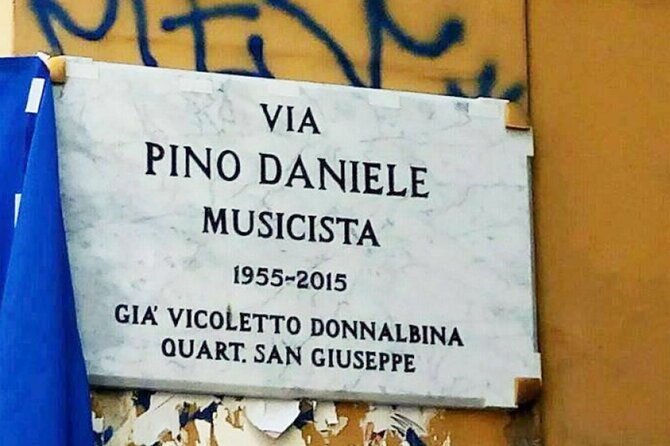 VIA
PINO DANIELE
MUSICISTA
1955-2015
GIA' VICOLETTO DONNALBINA
QUART. SAN GIUSEPPE